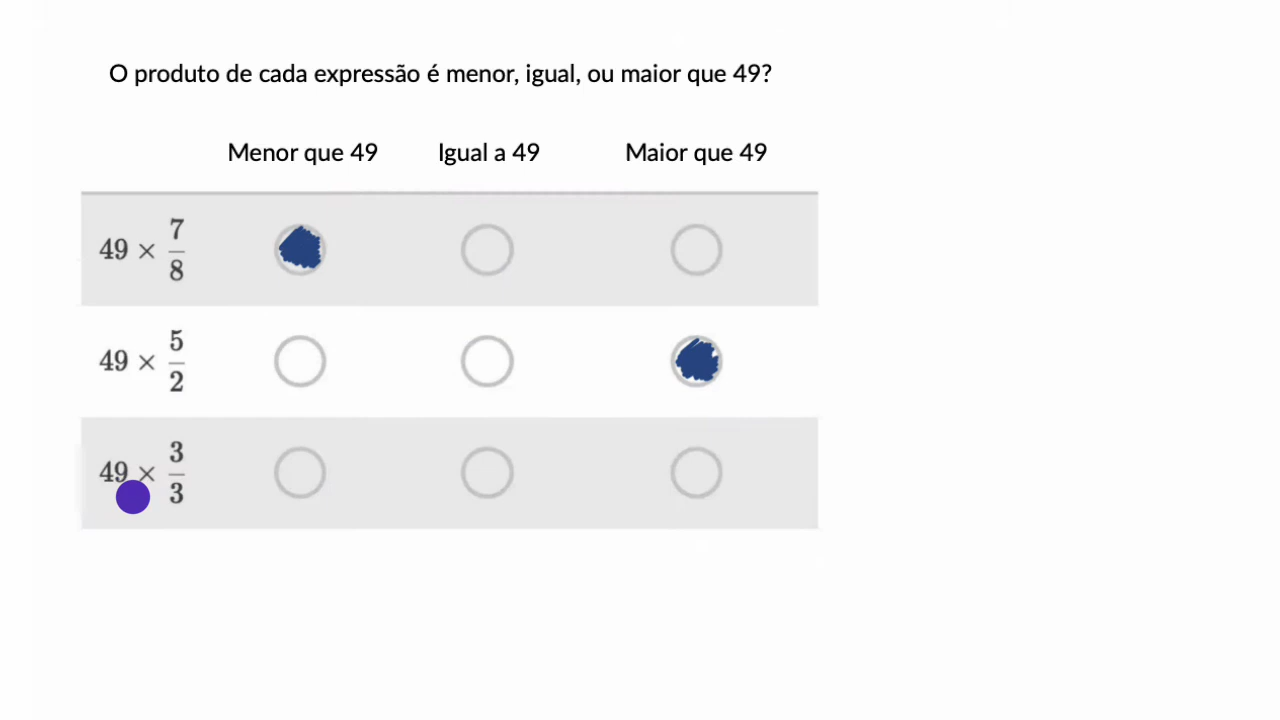 O produto de cada expressão é menor, igual, ou maior que 49?
Menor que 49 Igual a 49 Maior que 49
49 × 7/8
49 × 5/2
49 × 3/3